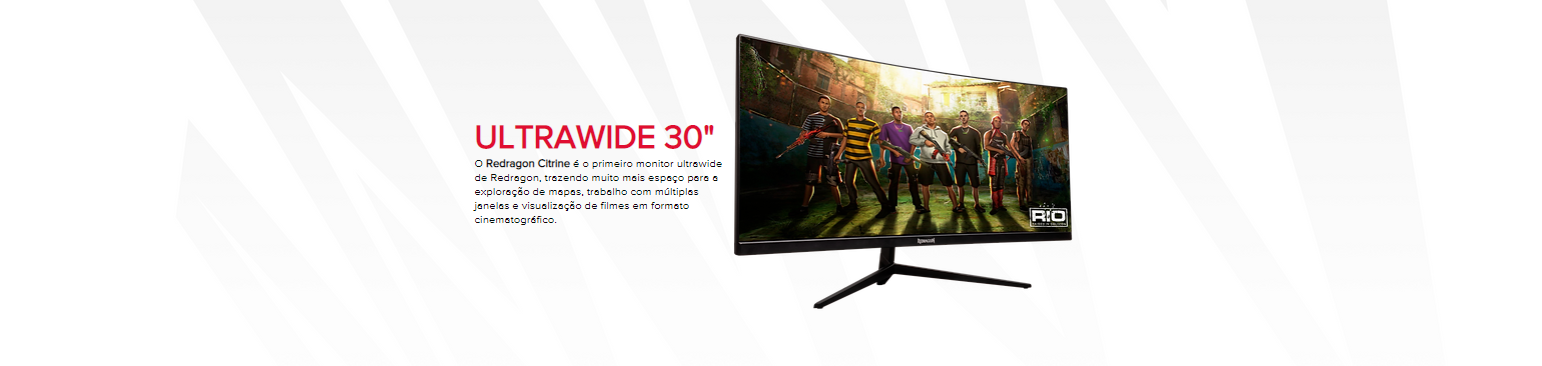 ULTRAWIDE 30"
O Redragon Citrine é o primeiro monitor ultrawide
de Redragon, trazendo muito mais espaço para a
exploração de mapas, trabalho com múltiplas
janelas e visualização de filmes em formato
cinematográfico.
RIO